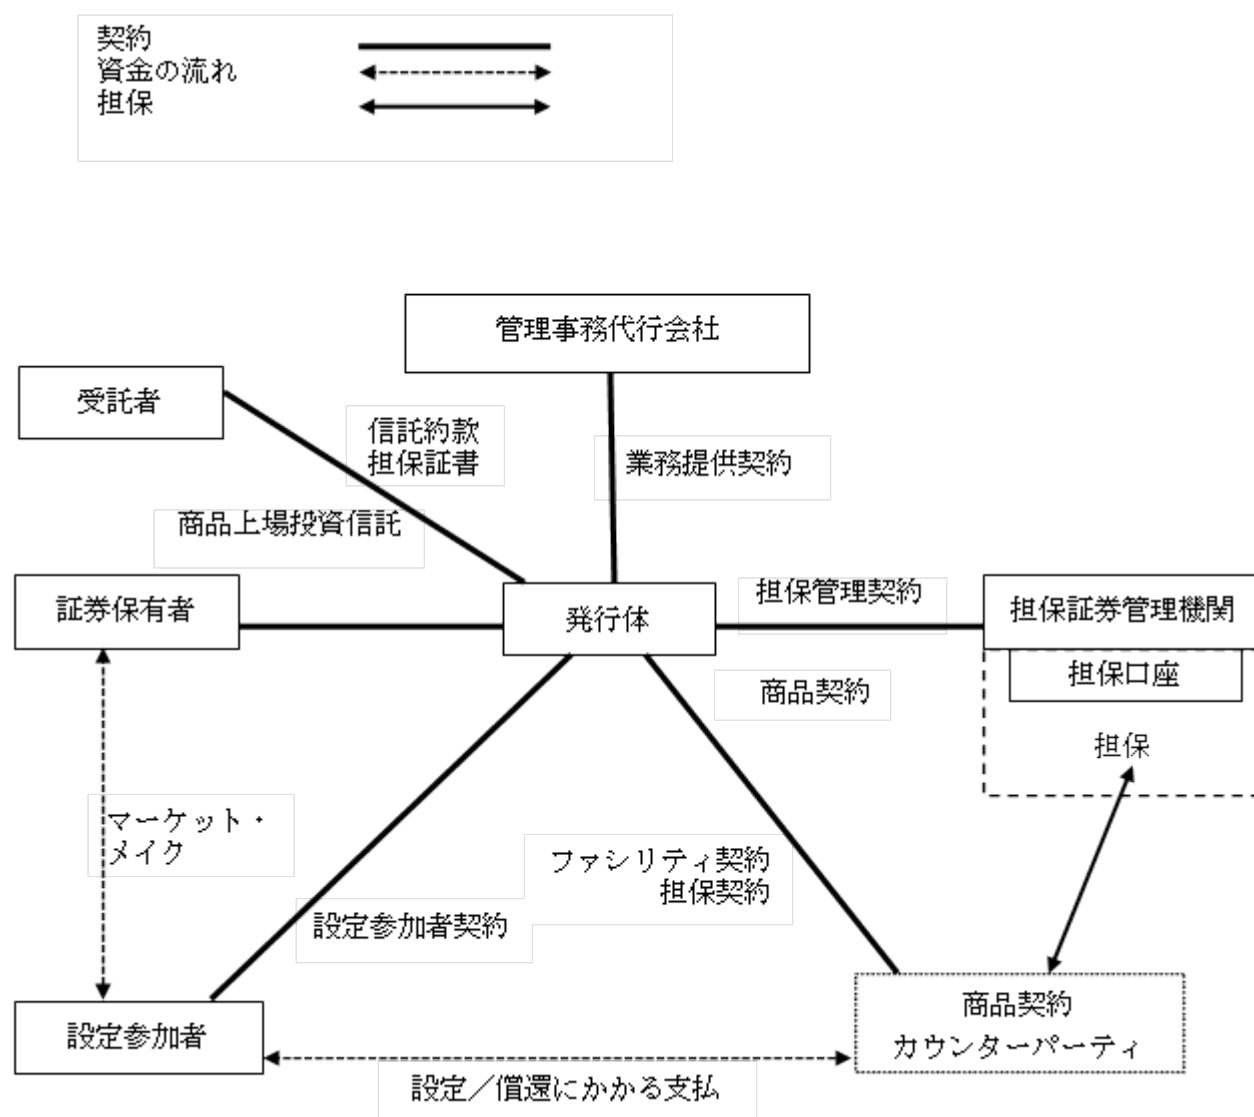 契約
資金の流れ
担保
管理事務代行会社
受託者
信託約款
担保証書
業務提供契約
商品上場投資信託
証券保有者
発行体
担保管理契約
担保証券管理機関
担保口座
商品契約
担保
マーケット・
メイク
ファシリティ契約
担保契約
設定参加者契約
設定参加者
商品契約
カウンターパーティ
設定／償還にかかる支払